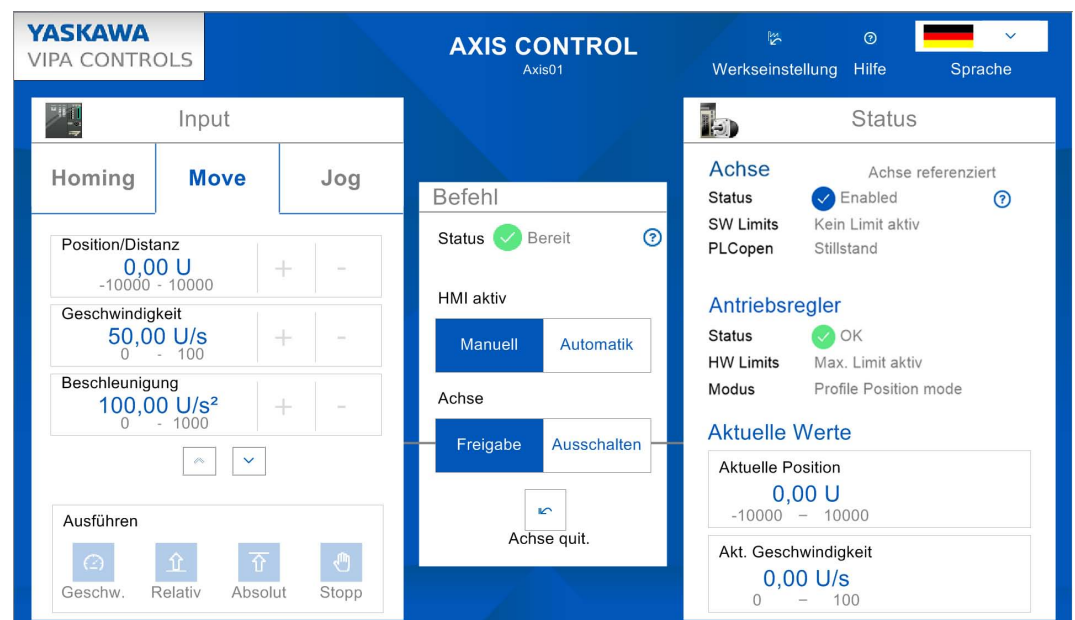 YASKAWA
VIPA CONTROLS
AXIS CONTROL
Axis01
Werkseinstellung Hilfe Sprache
Input
Homing Move Jog
Position/Distanz
0,00 U
-10000 - 10000
+ -
Geschwindigkeit
50,00 U/s
0 - 100
+ -
Beschleunigung
100,00 U/s²
0 - 1000
+ -
Ausführen
Geschw. Relativ Absolut Stopp
Befehl
Status Bereit ?
HMI aktiv
Manuell Automatik
Achse
Freigabe Ausschalten
Achse quit.
Status
Achse Achse referenziert
Status Enabled ?
SW Limits Kein Limit aktiv
PLCopen Stillstand
Antriebsregler
Status OK
HW Limits Max. Limit aktiv
Modus Profile Position mode
Aktuelle Werte
Aktuelle Position
0,00 U
-10000 – 10000
Akt. Geschwindigkeit
0,00 U/s
0 – 100